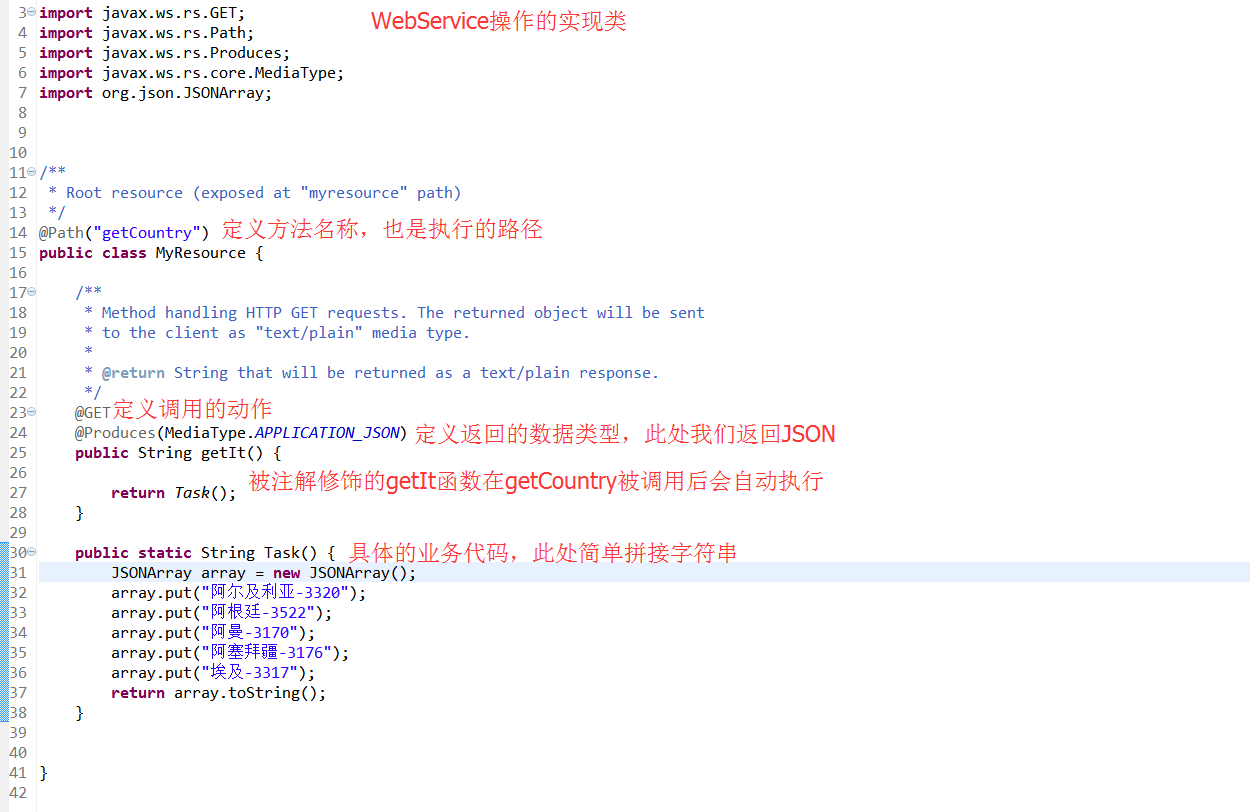 3 import javax.ws.rs.GET; WebService操作的实现类
4 import javax.ws.rs.Path;
5 import javax.ws.rs.Produces;
6 import javax.ws.rs.core.MediaType;
7 import org.json.JSONArray;
8
9
10
11 /**
12  * Root resource (exposed at "myresource" path)
13  */
14 @Path("getCountry") 定义方法名称，也是执行的路径
15 public class MyResource {
16
17     /**
18      * Method handling HTTP GET requests. The returned object will be sent
19      * to the client as "text/plain" media type.
20      *
21      * @return String that will be returned as a text/plain response.
22      */
23     @GET 定义调用的动作
24     @Produces(MediaType.APPLICATION_JSON) 定义返回的数据类型，此处我们返回JSON
25     public String getIt() {
26
27         return Task(); 被注解修饰的getIt函数在getCountry被调用后会自动执行
28     }
29
30     public static String Task() { 具体的业务代码，此处简单拼接字符串
31         JSONArray array = new JSONArray();
32         array.put("阿尔及利亚-3320");
33         array.put("阿根廷-3522");
34         array.put("阿曼-3170");
35         array.put("阿塞拜疆-3176");
36         array.put("埃及-3317");
37         return array.toString();
38     }
39
40
41 }
42